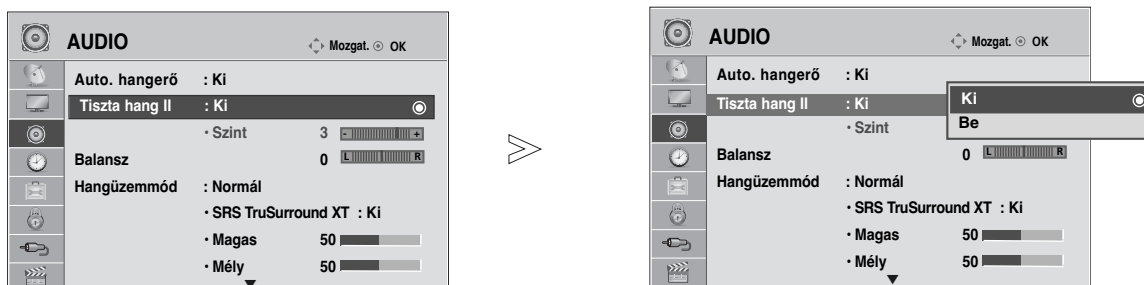 AUDIO Mozgat. OK
Auto. hangerő : Ki
Tiszta hang II : Ki
• Szint 3 - +
Balansz 0 L R
Hangüzemmód : Normál
• SRS TruSurround XT : Ki
• Magas 50
• Mély 50
AUDIO Mozgat. OK
Auto. hangerő : Ki
Tiszta hang II : Ki
Ki
Be
• Szint
Balansz 0 L R
Hangüzemmód : Normál
• SRS TruSurround XT : Ki
• Magas 50
• Mély 50